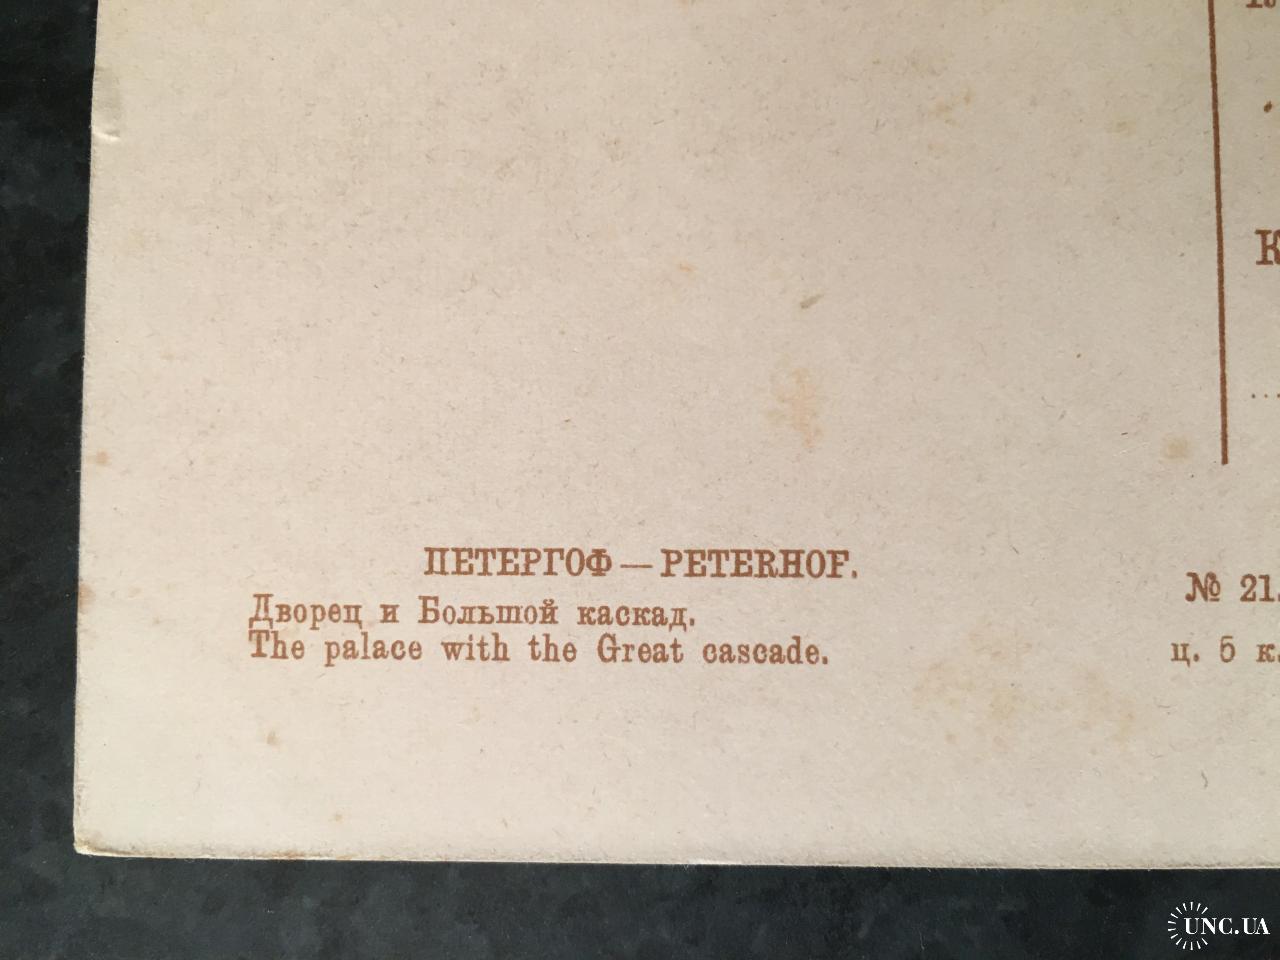 К
ПЕТЕРГОФ — PETERHOF.
Дворец и Большой каскад.
The palace with the Great cascade.
№ 21.
ц. 5 к.
UNC.UA